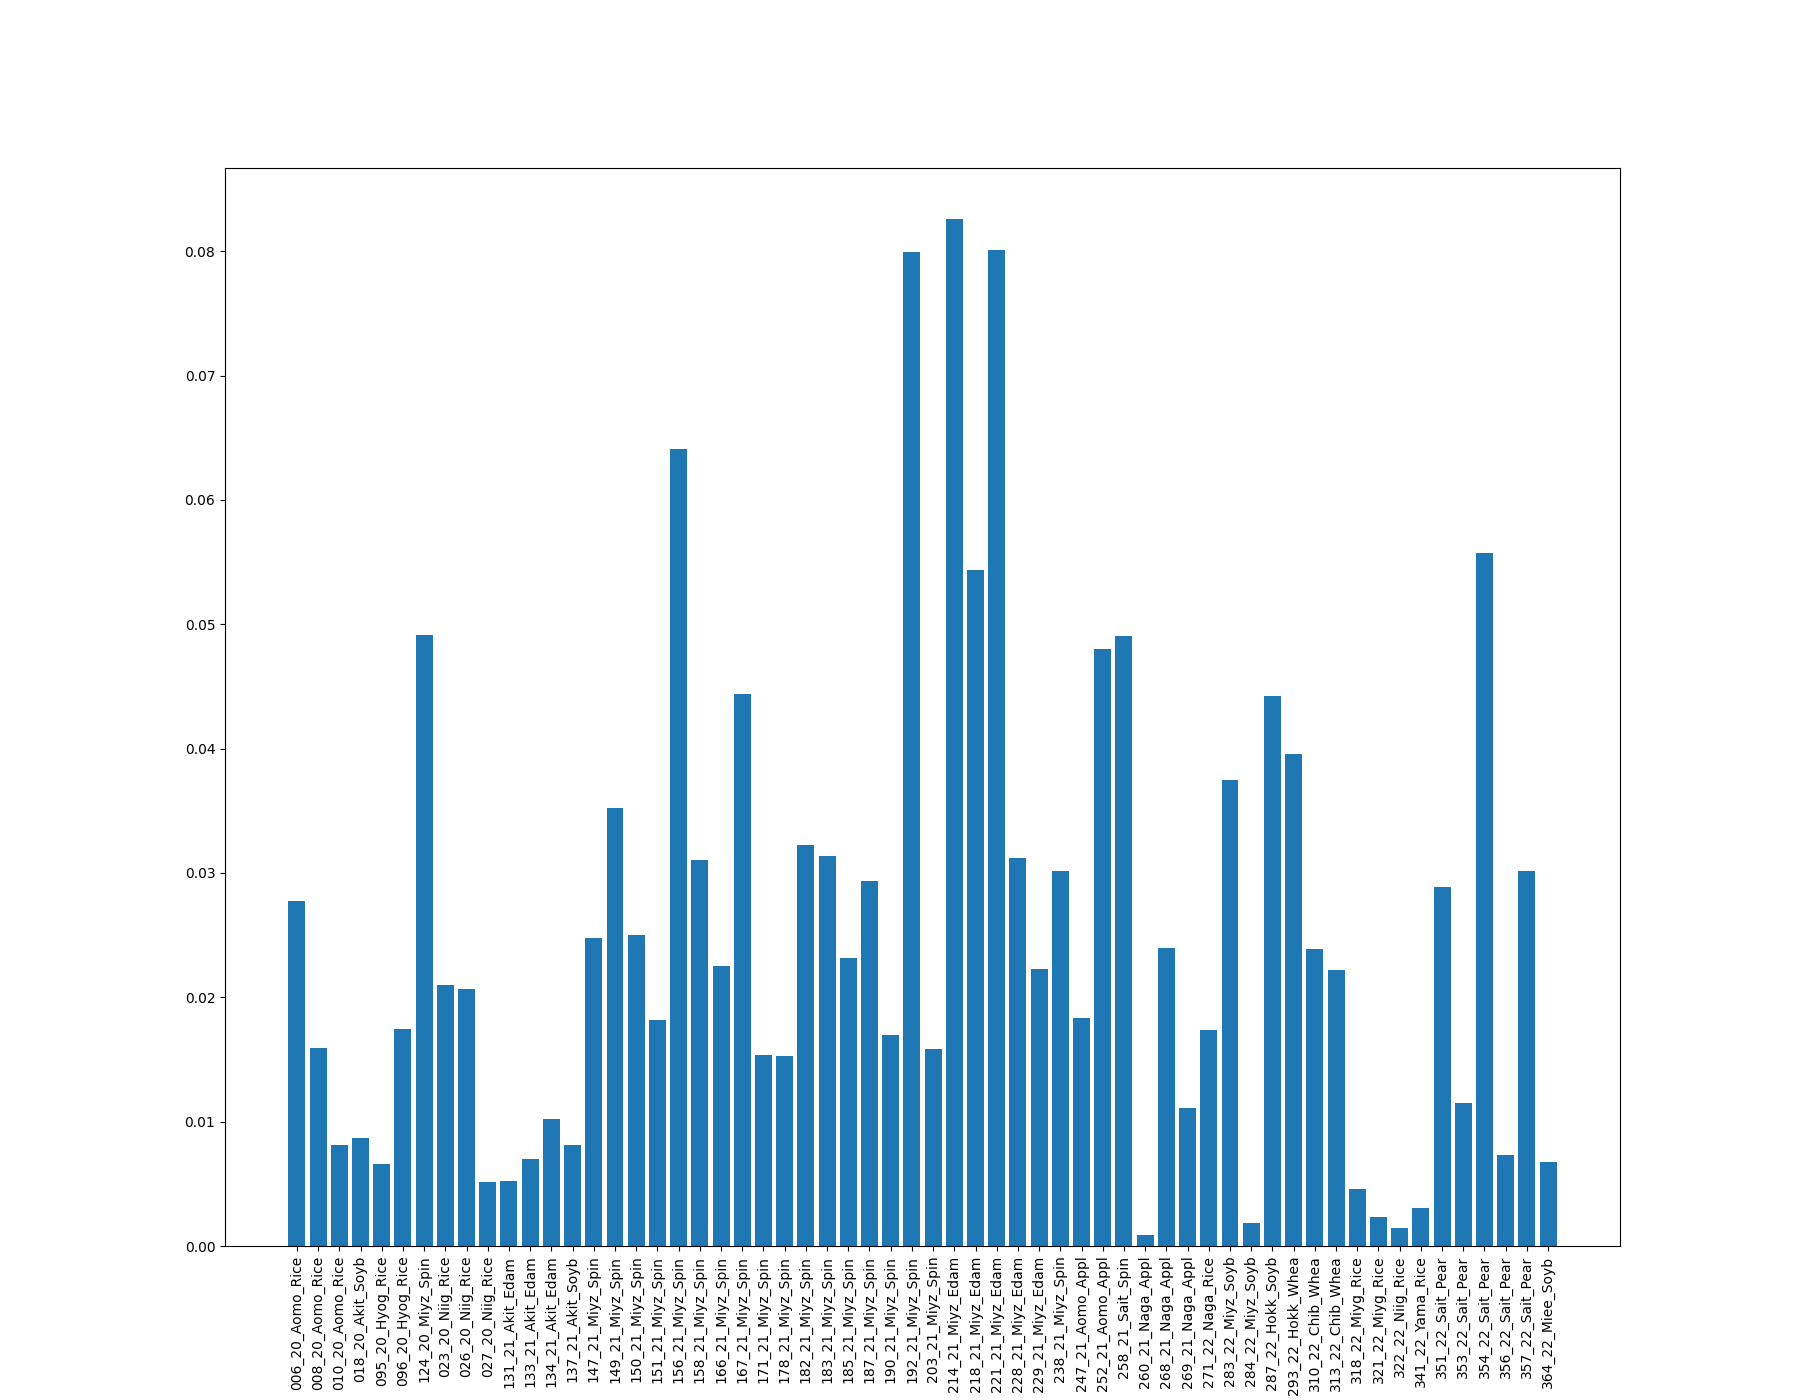 0.08
0.07
0.06
0.05
0.04
0.03
0.02
0.01
0.00
006_20_Aomo_Rice
008_20_Aomo_Rice
010_20_Aomo_Rice
018_20_Akit_Soyb
095_20_Hyog_Rice
096_20_Hyog_Rice
124_20_Miyz_Spin
023_20_Niig_Rice
026_20_Niig_Rice
027_20_Niig_Rice
131_21_Akit_Edam
133_21_Akit_Edam
134_21_Akit_Edam
137_21_Akit_Soyb
147_21_Miyz_Spin
149_21_Miyz_Spin
150_21_Miyz_Spin
151_21_Miyz_Spin
156_21_Miyz_Spin
158_21_Miyz_Spin
166_21_Miyz_Spin
167_21_Miyz_Spin
171_21_Miyz_Spin
178_21_Miyz_Spin
182_21_Miyz_Spin
183_21_Miyz_Spin
185_21_Miyz_Spin
187_21_Miyz_Spin
190_21_Miyz_Spin
192_21_Miyz_Spin
203_21_Miyz_Spin
214_21_Miyz_Edam
218_21_Miyz_Edam
221_21_Miyz_Edam
228_21_Miyz_Edam
229_21_Miyz_Edam
238_21_Miyz_Spin
247_21_Aomo_Appl
252_21_Aomo_Appl
258_21_Sait_Spin
260_21_Naga_Appl
268_21_Naga_Appl
269_21_Naga_Appl
271_22_Naga_Rice
283_22_Miyz_Soyb
284_22_Miyz_Soyb
287_22_Hokk_Soyb
293_22_Hokk_Whea
310_22_Chib_Whea
313_22_Chib_Whea
318_22_Miyg_Rice
321_22_Miyg_Rice
322_22_Niig_Rice
341_22_Yama_Rice
351_22_Sait_Pear
353_22_Sait_Pear
354_22_Sait_Pear
356_22_Sait_Pear
357_22_Sait_Pear
364_22_Miee_Soyb